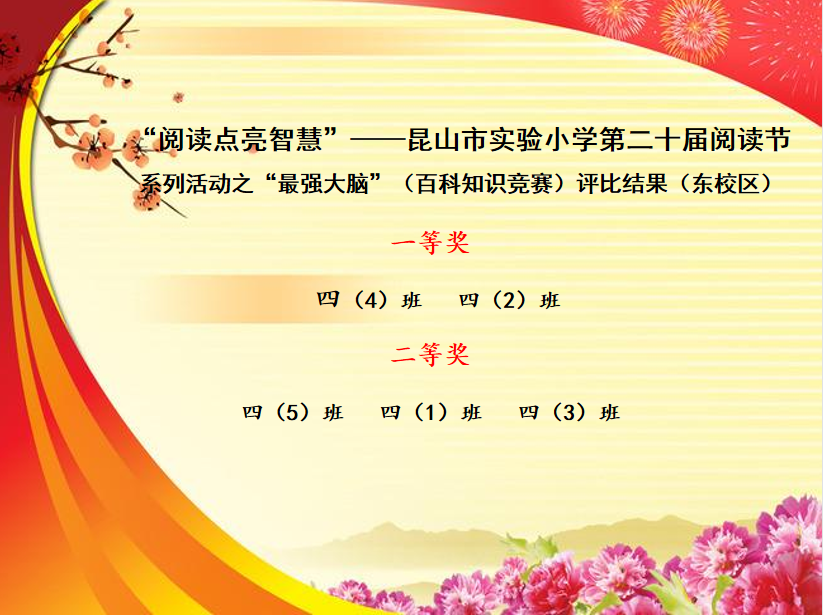 “阅读点亮智慧”——昆山市实验小学第二十届阅读节
系列活动之“最强大脑”（百科知识竞赛）评比结果（东校区）
一等奖
四（4）班 四（2）班
二等奖
四（5）班 四（1）班 四（3）班